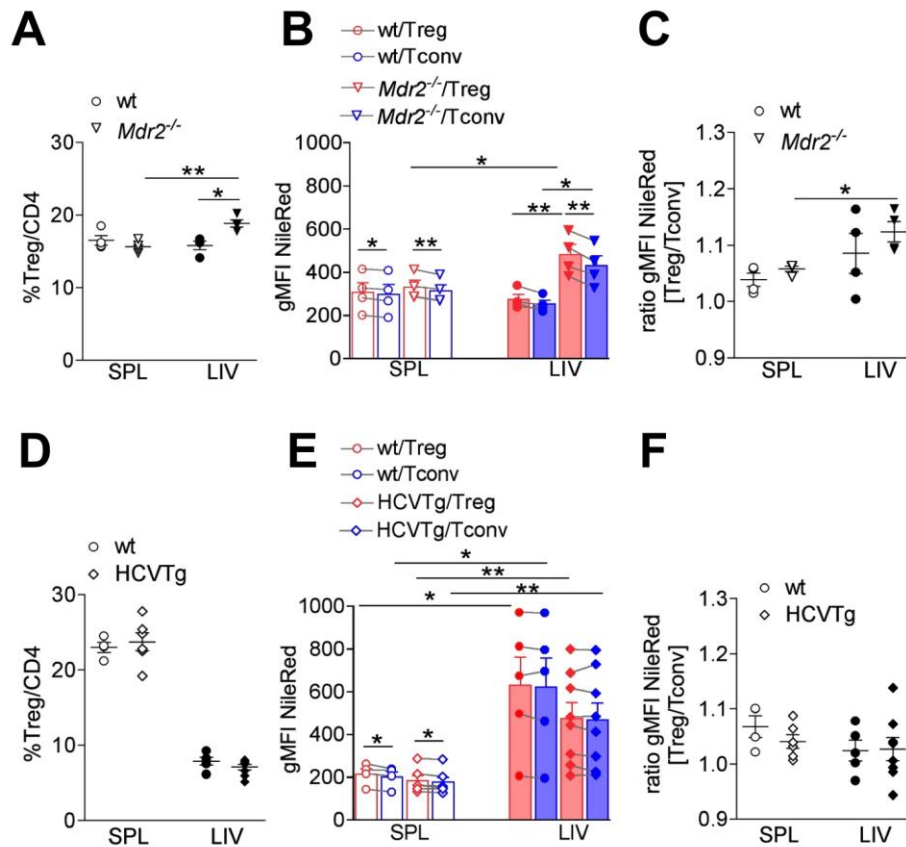 A
wt
Mdr2-/-
%Treg/CD4
30
20
10
0
**
*
SPL
LIV
B
wt/Treg
wt/Tconv
Mdr2-/-/Treg
Mdr2-/-/Tconv
gMFI NileRed
1000
800
600
400
200
0
*
*
** **
* **
SPL
LIV
C
wt
Mdr2-/-
ratio gMFI NileRed
[Treg/Tconv]
1.3
1.2
1.1
1.0
0.9
*
SPL
LIV
D
wt
HCVTg
%Treg/CD4
30
20
10
0
SPL
LIV
E
wt/Treg
wt/Tconv
HCVTg/Treg
HCVTg/Tconv
gMFI NileRed
1000
800
600
400
200
0
*
**
**
*
* *
SPL
LIV
F
wt
HCVTg
ratio gMFI NileRed
[Treg/Tconv]
1.3
1.2
1.1
1.0
0.9
SPL
LIV